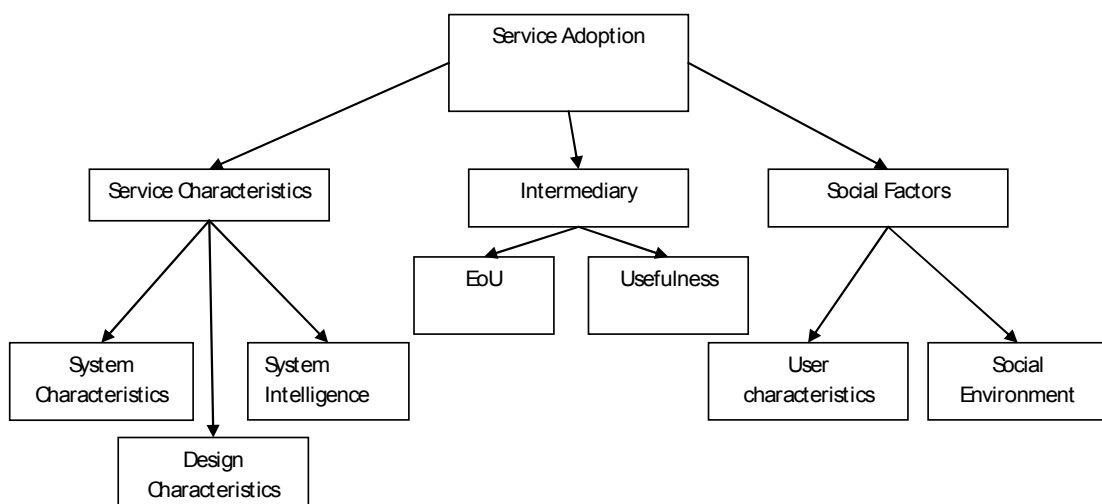 Service Adoption
Service Characteristics
Intermediary
Social Factors
EoU
Usefulness
System
Characteristics
System
Intelligence
User
characteristics
Social
Environment
Design
Characteristics